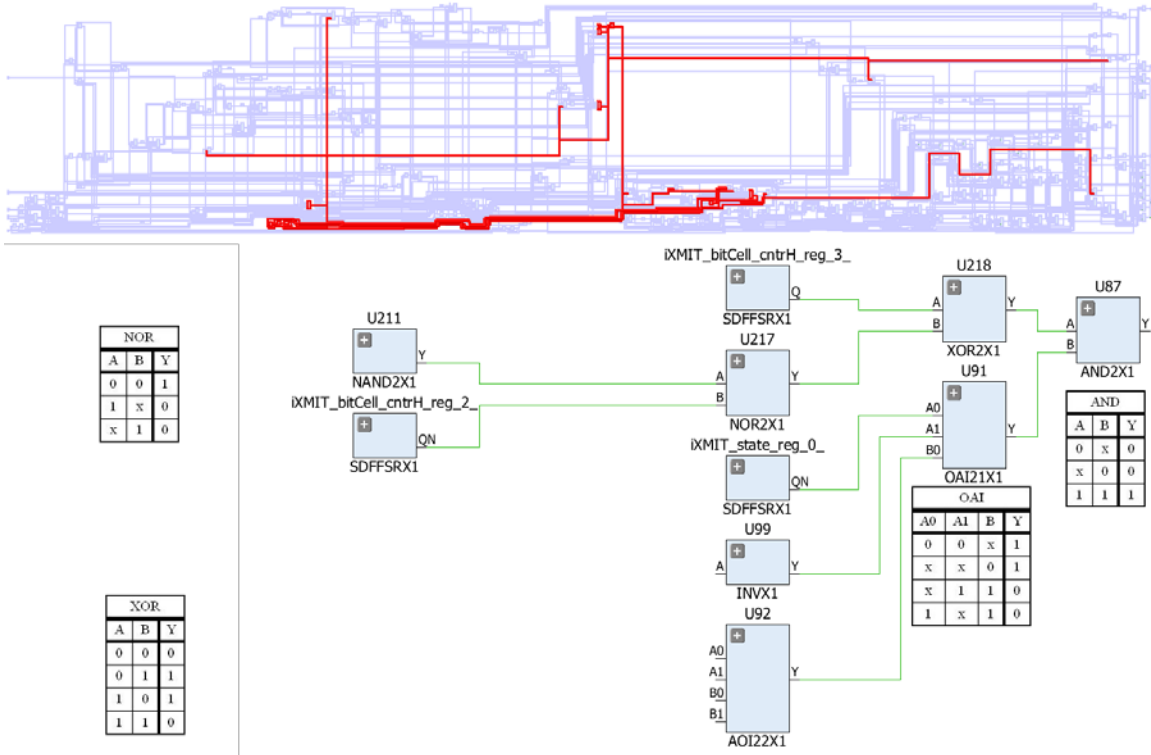 iXMIT_bitCell_cntrH_reg_3_
Q
SDFFSRX1
U218
A
B
Y
XOR2X1
U87
A
B
Y
AND2X1
U211
Y
NAND2X1
U217
A
B
Y
NOR2X1
iXMIT_bitCell_cntrH_reg_2_
QN
SDFFSRX1
U91
A0
A1
B0
Y
OAI21X1
iXMIT_state_reg_0_
QN
SDFFSRX1
U99
A
Y
INVX1
U92
A0
A1
B0
B1
Y
AOI22X1
NOR
A B Y
0 0 1
1 x 0
x 1 0
XOR
A B Y
0 0 0
0 1 1
1 0 1
1 1 0
AND
A B Y
0 x 0
x 0 0
1 1 1
OAI
A0 A1 B Y
0 0 x 1
x x 0 1
x 1 1 0
1 x 1 0